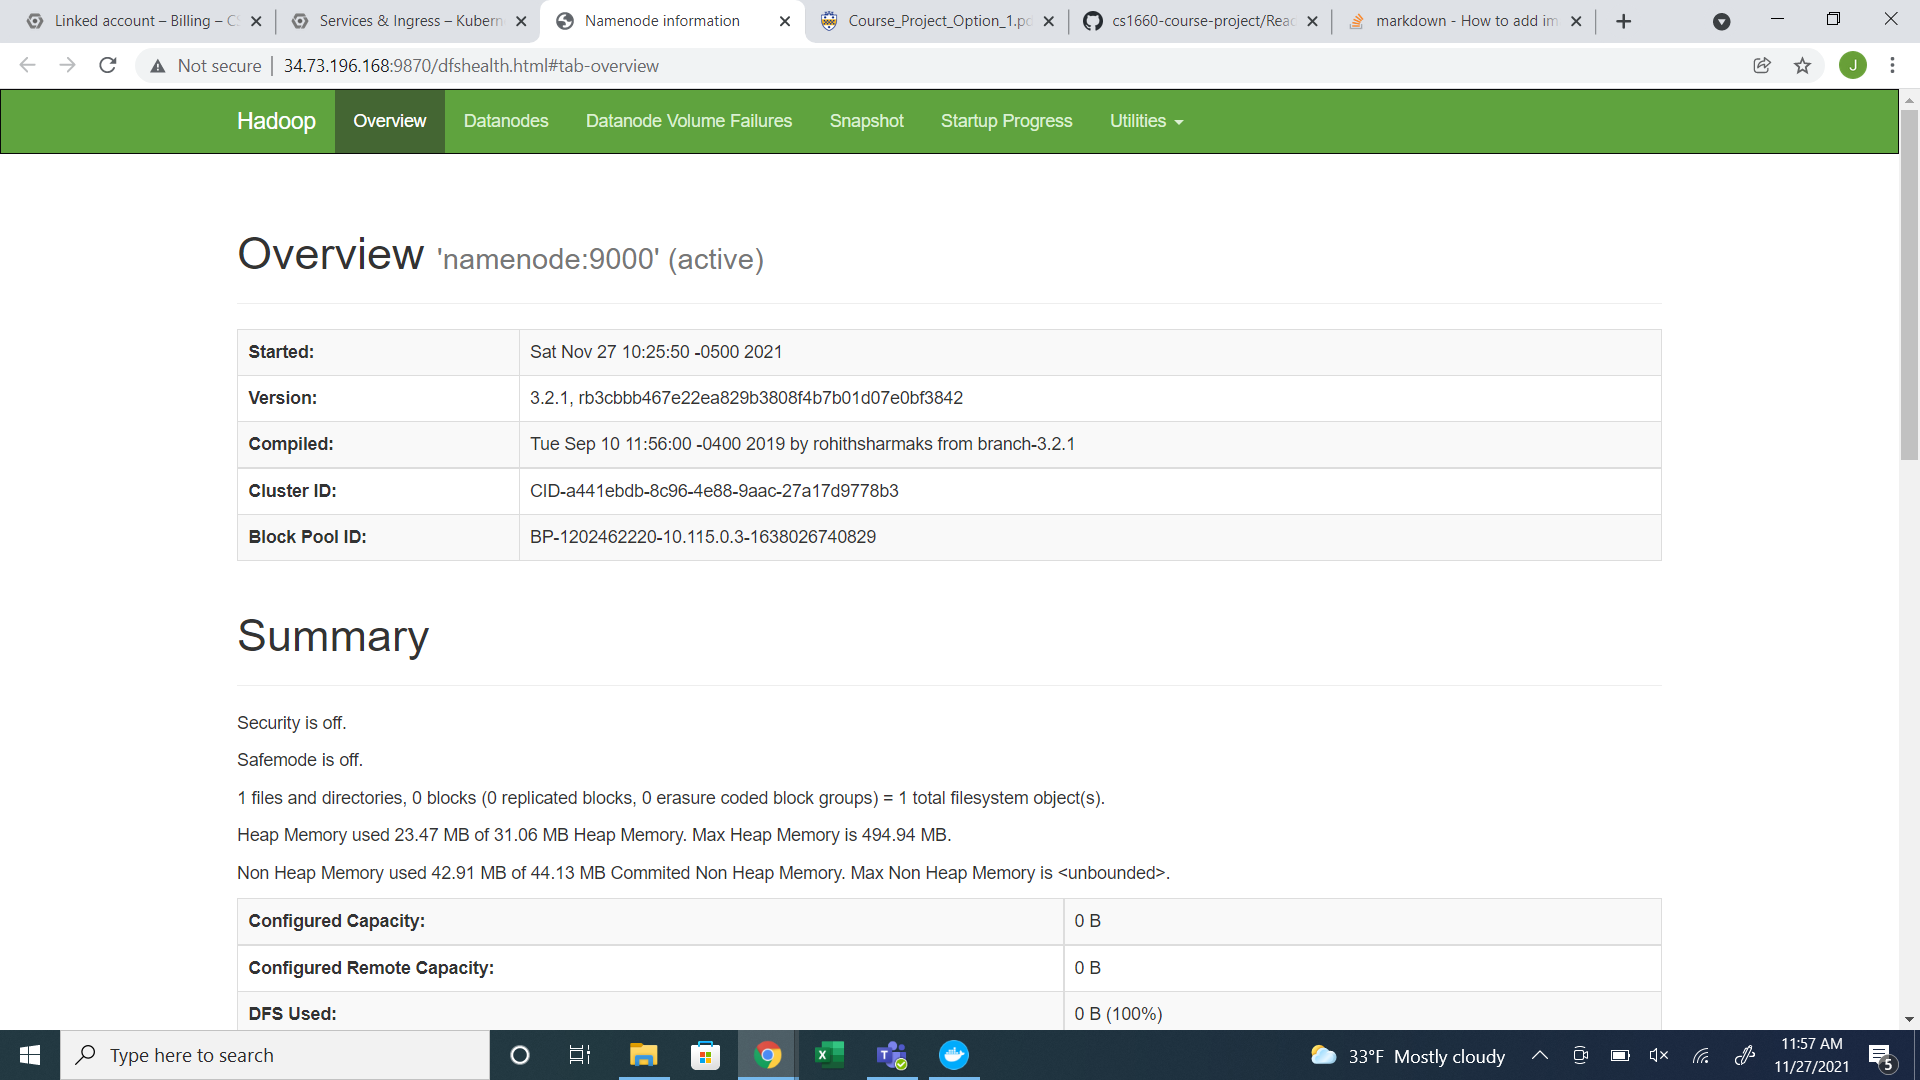 Linked account – Billing – CS
Services & Ingress – Kubern
Namenode information
Course_Project_Option_1.pd
cs1660-course-project/Read
markdown - How to add im
Not secure | 34.73.196.168:9870/dfshealth.html#tab-overview
J
Hadoop Overview Datanodes Datanode Volume Failures Snapshot Startup Progress Utilities
Overview 'namenode:9000' (active)
Started: Sat Nov 27 10:25:50 -0500 2021
Version: 3.2.1, rb3cbbb467e22ea829b3808f4b7b01d07e0bf3842
Compiled: Tue Sep 10 11:56:00 -0400 2019 by rohithsharmaks from branch-3.2.1
Cluster ID: CID-a441ebdb-8c96-4e88-9aac-27a17d9778b3
Block Pool ID: BP-1202462220-10.115.0.3-1638026740829
Summary
Security is off.
Safemode is off.
1 files and directories, 0 blocks (0 replicated blocks, 0 erasure coded block groups) = 1 total filesystem object(s).
Heap Memory used 23.47 MB of 31.06 MB Heap Memory. Max Heap Memory is 494.94 MB.
Non Heap Memory used 42.91 MB of 44.13 MB Commited Non Heap Memory. Max Non Heap Memory is <unbounded>.
Configured Capacity: 0 B
Configured Remote Capacity: 0 B
DFS Used: 0 B (100%)
Type here to search
33°F Mostly cloudy
11:57 AM
11/27/2021
5